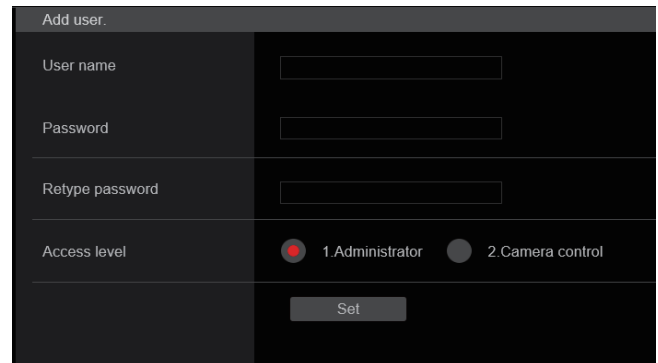 Add user.
User name
Password
Retype password
Access level 1.Administrator 2.Camera control
Set